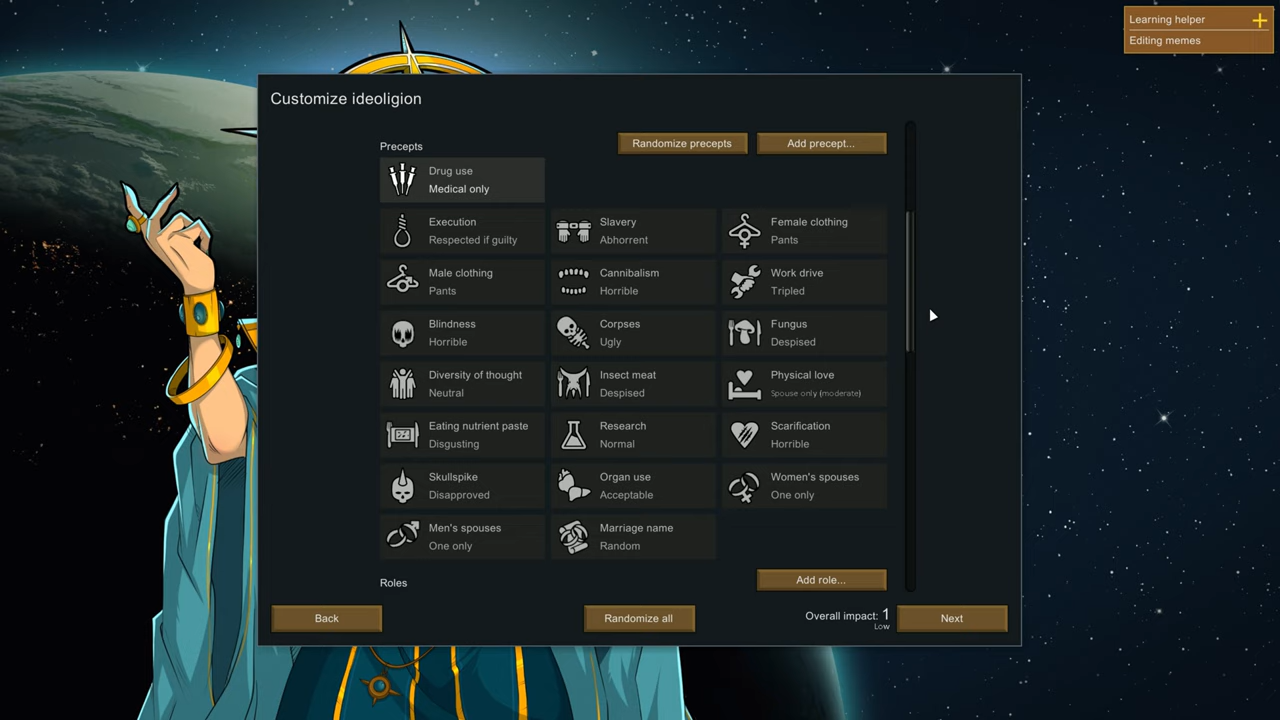 Learning helper
Editing memes
Customize ideoligion
Precepts
Randomize precepts
Add precept...
Drug use
Medical only
Execution
Respected if guilty
Slavery
Abhorrent
Female clothing
Pants
Male clothing
Pants
Cannibalism
Horrible
Work drive
Tripled
Blindness
Horrible
Corpses
Ugly
Fungus
Despised
Diversity of thought
Neutral
Insect meat
Despised
Physical love
Spouse only (moderate)
Eating nutrient paste
Disgusting
Research
Normal
Scarification
Horrible
Skullspike
Disapproved
Organ use
Acceptable
Women's spouses
One only
Men's spouses
One only
Marriage name
Random
Roles
Add role...
Back
Randomize all
Overall impact: 1
Low
Next